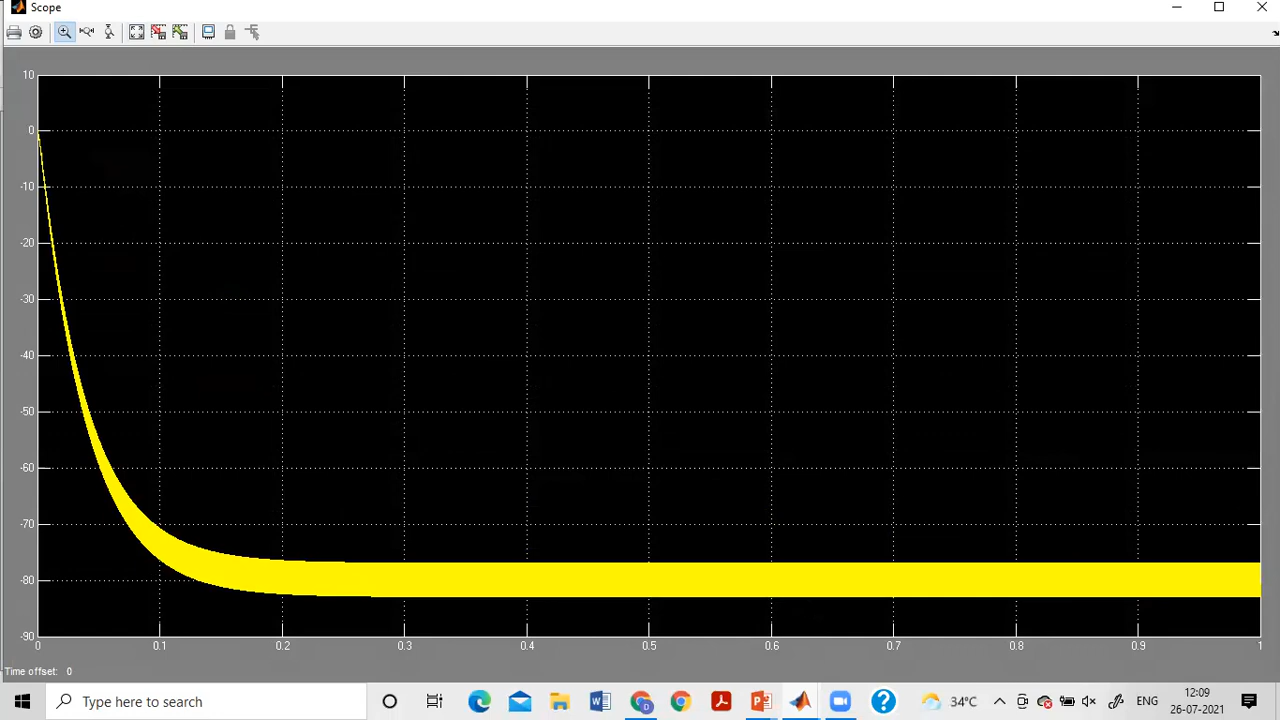 Scope
10
0
-10
-20
-30
-40
-50
-60
-70
-80
-90
0 0.1 0.2 0.3 0.4 0.5 0.6 0.7 0.8 0.9 1
Time offset: 0
Type here to search
34°C
ENG
12:09
26-07-2021